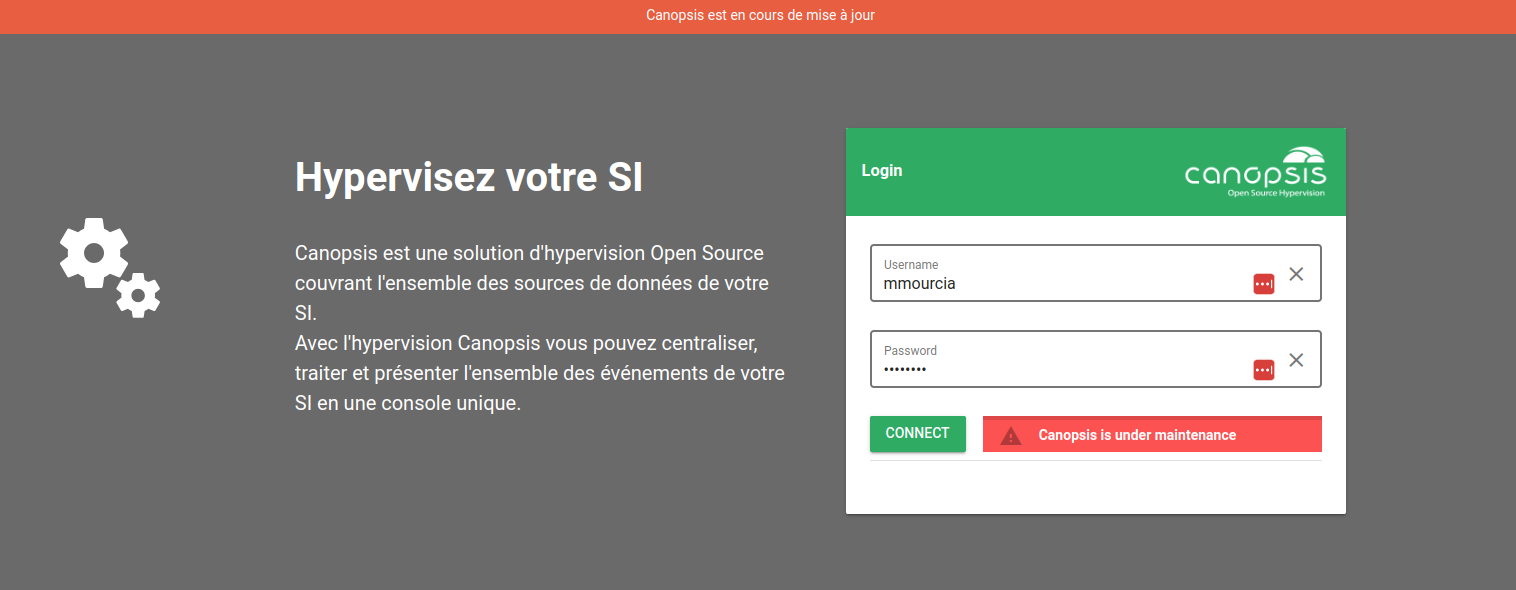 Canopsis est en cours de mise à jour
Hypervisez votre SI
Canopsis est une solution d'hypervision Open Source
couvrant l'ensemble des sources de données de votre
SI.
Avec l'hypervision Canopsis vous pouvez centraliser,
traiter et présenter l'ensemble des événements de votre
SI en une console unique.
Login
canopsis
Open Source Hypervision
Username
mmourcia
Password
••••••••
CONNECT
Canopsis is under maintenance